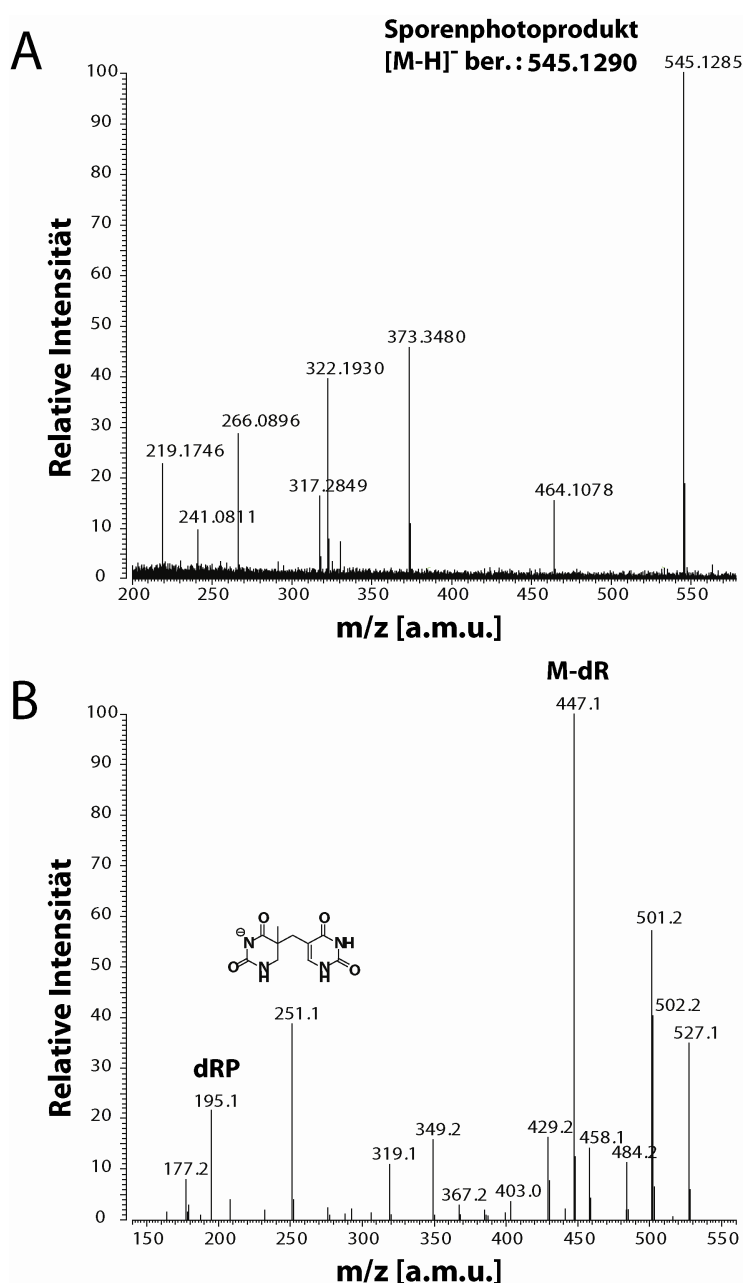 A
Sporenphotoprodukt
[M-H]⁻ ber.: 545.1290
545.1285
100
90
80
70
60
50
40
30
20
10
0
Relative Intensität
373.3480
322.1930
266.0896
219.1746
317.2849
464.1078
241.0811
200 250 300 350 400 450 500 550
m/z [a.m.u.]
B
M-dR
447.1
100
90
80
70
60
50
40
30
20
10
0
Relative Intensität
501.2
O O
⊖N NH
O N H N H O
251.1
502.2
527.1
dRP
195.1
349.2
429.2
458.1
319.1
484.2
177.2
367.2
403.0
150 200 250 300 350 400 450 500 550
m/z [a.m.u.]